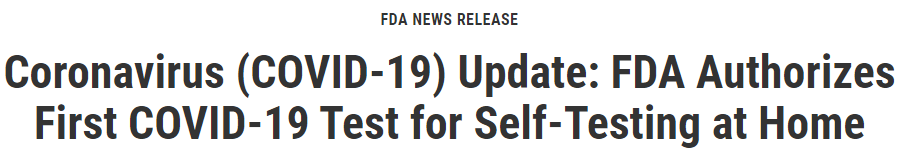 FDA NEWS RELEASE
Coronavirus (COVID-19) Update: FDA Authorizes
First COVID-19 Test for Self-Testing at Home